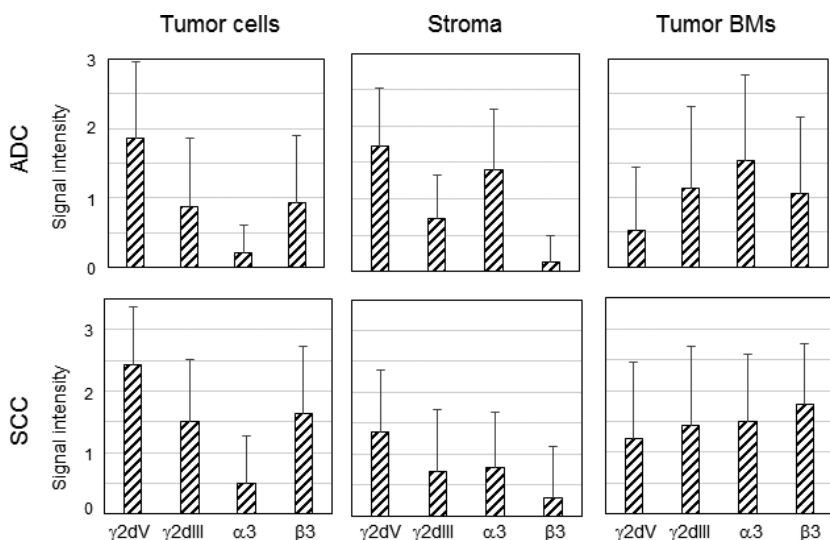 Tumor cells Stroma Tumor BMs
ADC
Signal intensity
3
2
1
0
SCC
Signal intensity
3
2
1
0
γ2dV γ2dIII α3 β3 γ2dV γ2dIII α3 β3 γ2dV γ2dIII α3 β3